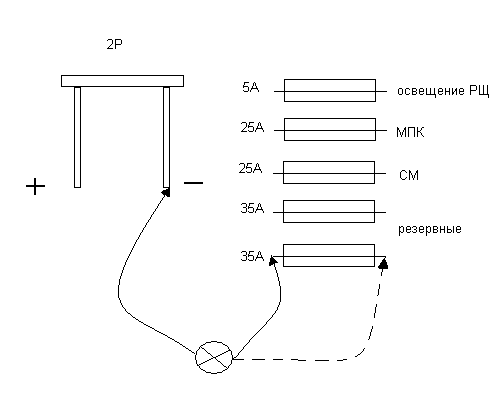 2Р
5А
освещение РЩ
25А
МПК
25А
СМ
35А
резервные
35А
+
−